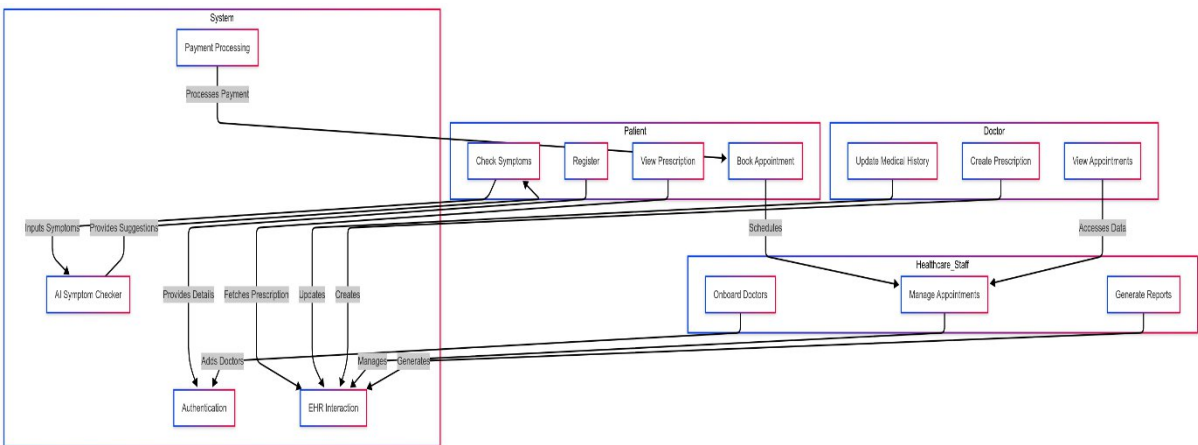 System
Payment Processing
Processes Payment
Patient
Doctor
Check Symptoms
Register
View Prescription
Book Appointment
Update Medical History
Create Prescription
View Appointments
Inputs Symptoms
Provides Suggestions
Schedules
Accesses Data
Healthcare_Staff
AI Symptom Checker
Provides Details
Fetches Prescription
Updates
Creates
Onboard Doctors
Manage Appointments
Generate Reports
Adds Doctors
Manages
Generates
Authentication
EHR Interaction